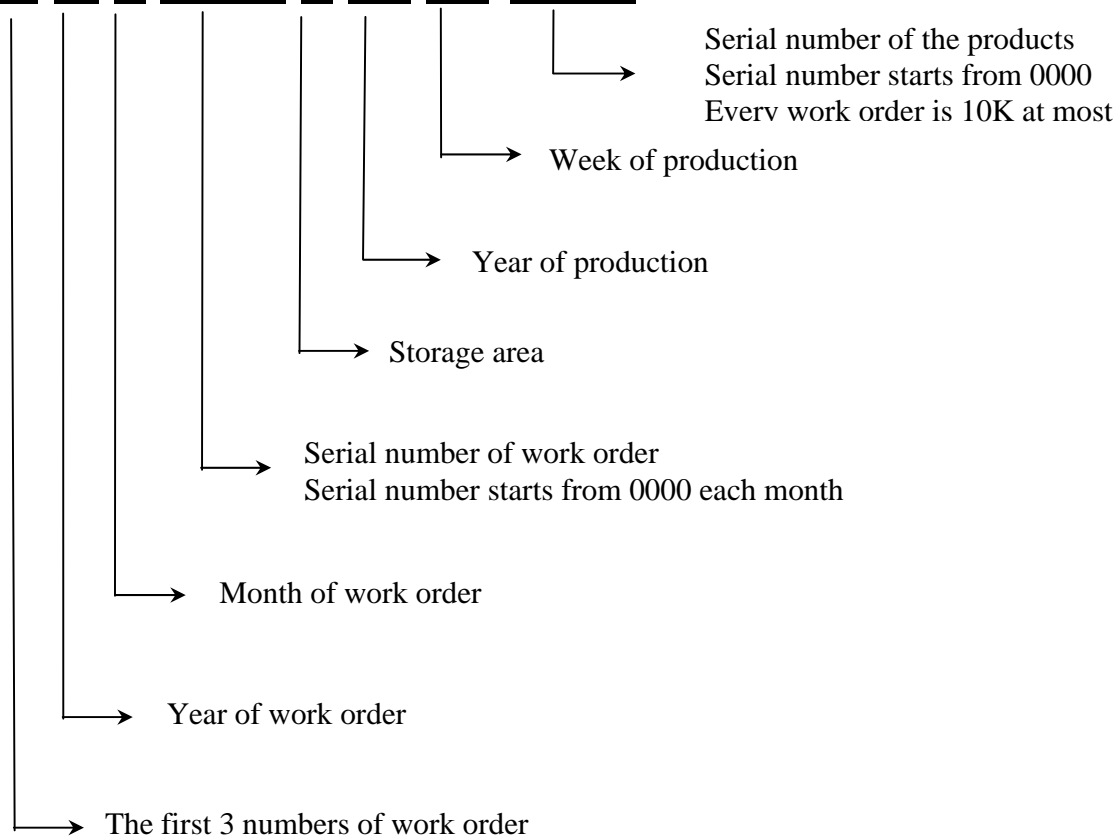 Serial number of the products
Serial number starts from 0000
Every work order is 10K at most
Week of production
Year of production
Storage area
Serial number of work order
Serial number starts from 0000 each month
Month of work order
Year of work order
The first 3 numbers of work order